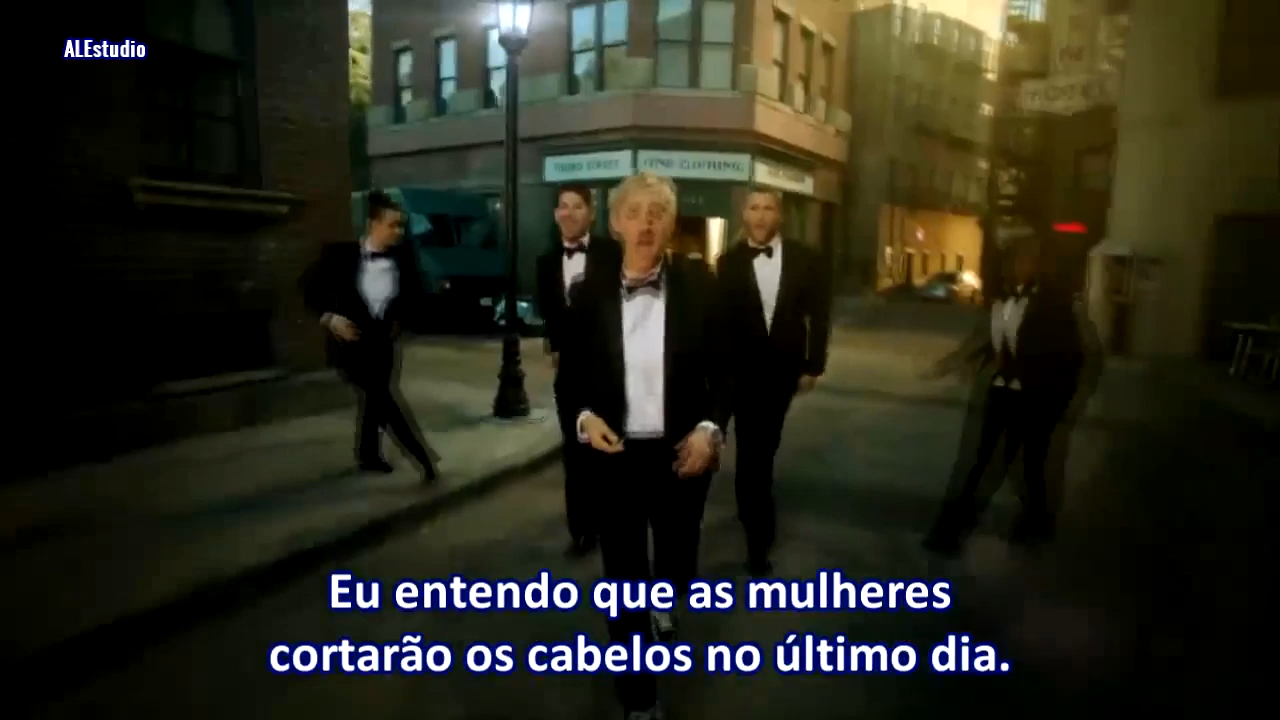 ALEstudio
Eu entendo que as mulheres
cortarão os cabelos no último dia.